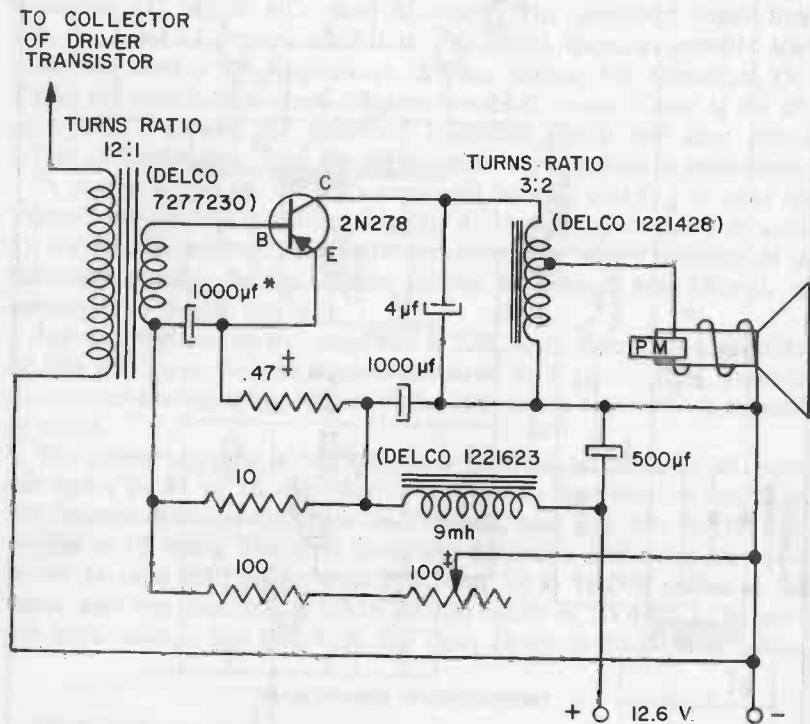 TO COLLECTOR
OF DRIVER
TRANSISTOR
TURNS RATIO
12:1
(DELCO
7277230)
C
2N278
B
E
TURNS RATIO
3:2
(DELCO 1221428)
1000µf *
4µf
PM
.47 ‡
1000µf
(DELCO 1221623
500µf
10
9mh
100
100 ‡
+ 12.6 V. -